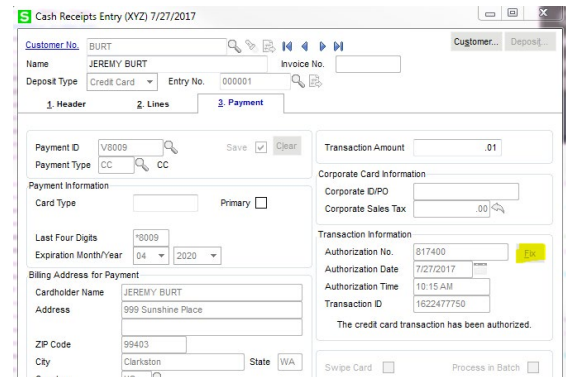 S Cash Receipts Entry (XYZ) 7/27/2017
Customer No. BURT Customer... Deposit...
Name JEREMY BURT Invoice No.
Deposit Type Credit Card Entry No. 000001
1. Header 2. Lines 3. Payment
Payment ID V8009 Save Clear
Payment Type CC CC
Payment Information
Card Type Primary
Last Four Digits *8009
Expiration Month/Year 04 2020
Billing Address for Payment
Cardholder Name JEREMY BURT
Address 999 Sunshine Place
ZIP Code 99403
City Clarkston State WA
Transaction Amount .01
Corporate Card Information
Corporate ID/PO
Corporate Sales Tax .00
Transaction Information
Authorization No. 817400 Fix
Authorization Date 7/27/2017
Authorization Time 10:15 AM
Transaction ID 1622477750
The credit card transaction has been authorized.
Swipe Card Process in Batch